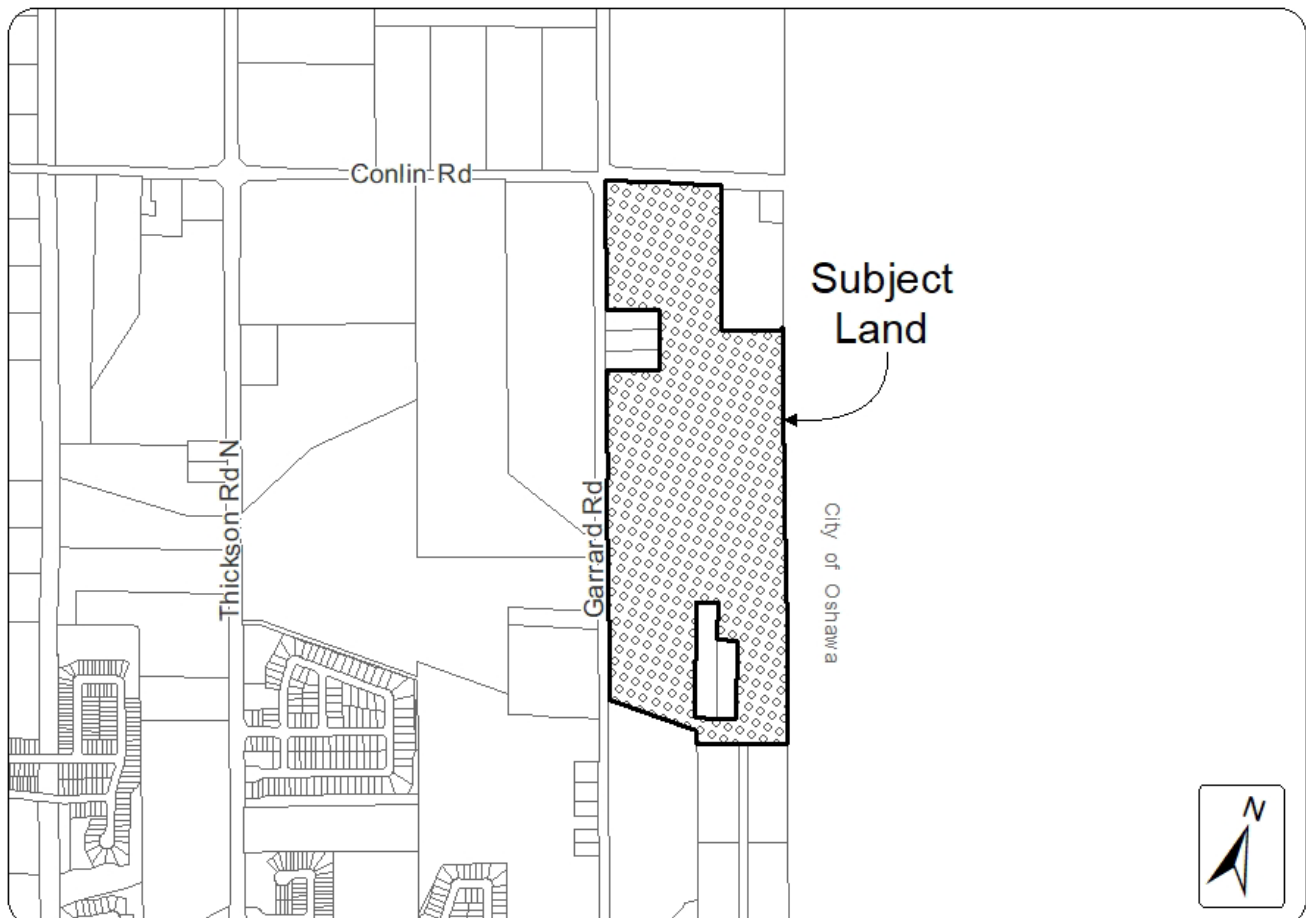 Conlin Rd
Subject
Land
Thickson Rd N
Garrard Rd
City of Oshawa
N